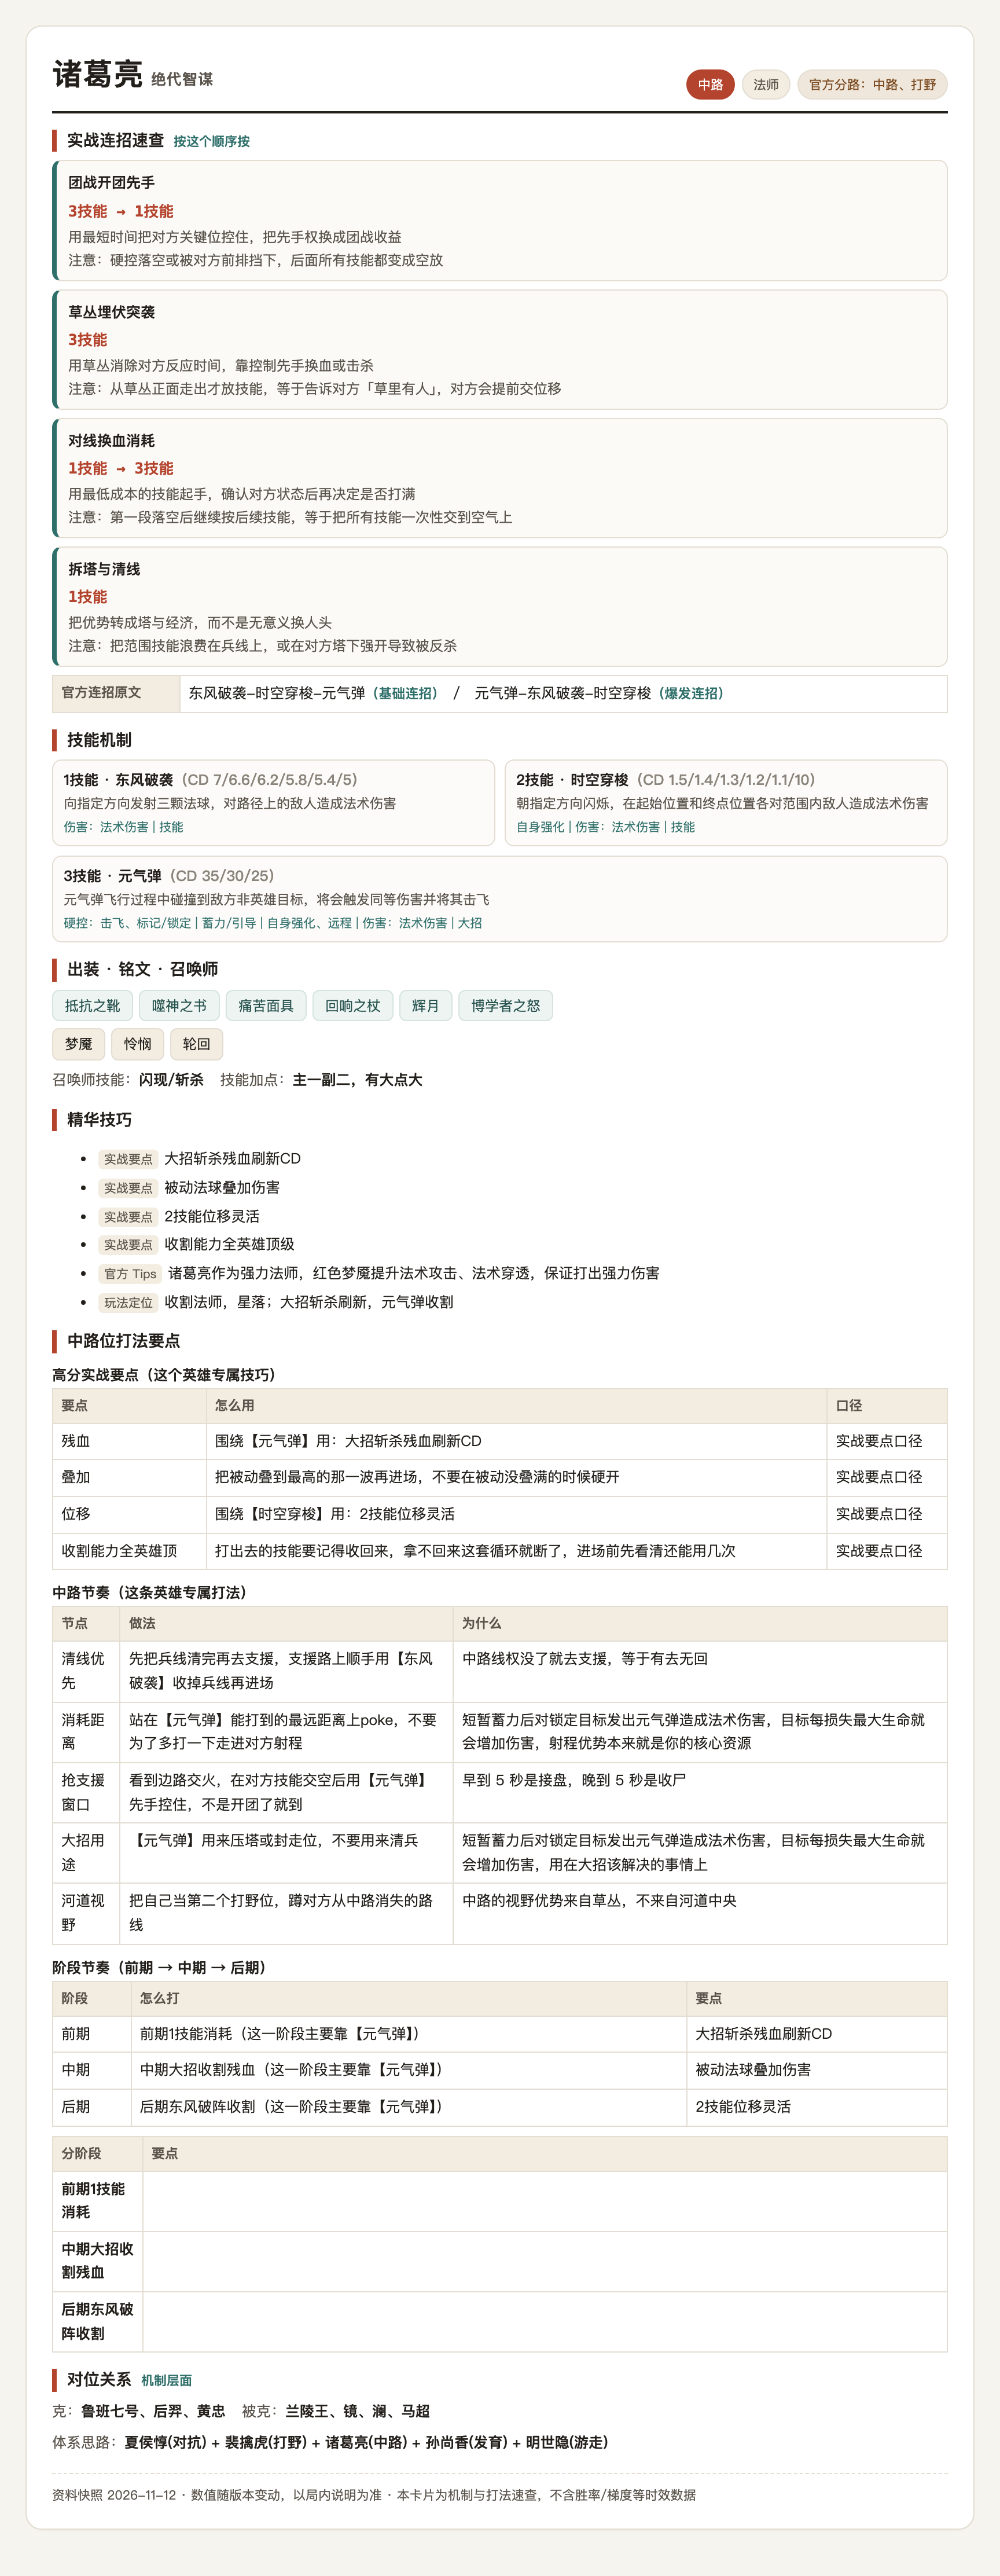 诸葛亮 绝代智谋
中路 法师 官方分路：中路、打野
实战连招速查 按这个顺序按
团战开团先手
3技能 → 1技能
用最短时间把对方关键位控住，把先手权换成团战收益
注意：硬控落空或被对方前排挡下，后面所有技能都变成空放
草丛埋伏突袭
3技能
用草丛消除对方反应时间，靠控制先手换血或击杀
注意：从草丛正面走出才放技能，等于告诉对方「草里有人」，对方会提前交位移
对线换血消耗
1技能 → 3技能
用最低成本的技能起手，确认对方状态后再决定是否打满
注意：第一段落空后继续按后续技能，等于把所有技能一次性交到空气上
拆塔与清线
1技能
把优势转成塔与经济，而不是无意义换人头
注意：把范围技能浪费在兵线上，或在对方塔下强开导致被反杀
官方连招原文 东风破袭–时空穿梭–元气弹（基础连招） / 元气弹–东风破袭–时空穿梭（爆发连招）
技能机制
1技能 · 东风破袭（CD 7/6.6/6.2/5.8/5.4/5）
向指定方向发射三颗法球，对路径上的敌人造成法术伤害
伤害：法术伤害 | 技能
2技能 · 时空穿梭（CD 1.5/1.4/1.3/1.2/1.1/10）
朝指定方向闪烁，在起始位置和终点位置各对范围内敌人造成法术伤害
自身强化 | 伤害：法术伤害 | 技能
3技能 · 元气弹（CD 35/30/25）
元气弹飞行过程中碰撞到敌方非英雄目标，将会触发同等伤害并将其击飞
硬控：击飞、标记/锁定 | 蓄力/引导 | 自身强化、远程 | 伤害：法术伤害 | 大招
出装 · 铭文 · 召唤师
抵抗之靴 噬神之书 痛苦面具 回响之杖 辉月 博学者之怒
梦魇 怜悯 轮回
召唤师技能：闪现/斩杀 技能加点：主一副二，有大点大
精华技巧
• 实战要点 大招斩杀残血刷新CD
• 实战要点 被动法球叠加伤害
• 实战要点 2技能位移灵活
• 实战要点 收割能力全英雄顶级
• 官方 Tips 诸葛亮作为强力法师，红色梦魇提升法术攻击、法术穿透，保证打出强力伤害
• 玩法定位 收割法师，星落；大招斩杀刷新，元气弹收割
中路位打法要点
高分实战要点（这个英雄专属技巧）
要点 怎么用 口径
残血 围绕【元气弹】用：大招斩杀残血刷新CD 实战要点口径
叠加 把被动叠到最高的那一波再进场，不要在被动没叠满的时候硬开 实战要点口径
位移 围绕【时空穿梭】用：2技能位移灵活 实战要点口径
收割能力全英雄顶 打出去的技能要记得收回来，拿不回来这套循环就断了，进场前先看清还能用几次 实战要点口径
中路节奏（这条英雄专属打法）
节点 做法 为什么
清线优
先
先把兵线清完再去支援，支援路上顺手用【东风
破袭】收掉兵线再进场
中路线权没了就去支援，等于有去无回
消耗距
离
站在【元气弹】能打到的最远距离上poke，不要
为了多打一下走进对方射程
短暂蓄力后对锁定目标发出元气弹造成法术伤害，目标每损失最大生命就
会增加伤害，射程优势本来就是你的核心资源
抢支援
窗口
看到边路交火，在对方技能交空后用【元气弹】
先手控住，不是开团了就到
早到 5 秒是接盘，晚到 5 秒是收尸
大招用
途
【元气弹】用来压塔或封走位，不要用来清兵
短暂蓄力后对锁定目标发出元气弹造成法术伤害，目标每损失最大生命就
会增加伤害，用在大招该解决的事情上
河道视
野
把自己当第二个打野位，蹲对方从中路消失的路
线
中路的视野优势来自草丛，不来自河道中央
阶段节奏（前期 → 中期 → 后期）
阶段 怎么打 要点
前期 前期1技能消耗（这一阶段主要靠【元气弹】） 大招斩杀残血刷新CD
中期 中期大招收割残血（这一阶段主要靠【元气弹】） 被动法球叠加伤害
后期 后期东风破阵收割（这一阶段主要靠【元气弹】） 2技能位移灵活
分阶段 要点
前期1技能
消耗
中期大招收
割残血
后期东风破
阵收割
对位关系 机制层面
克：鲁班七号、后羿、黄忠 被克：兰陵王、镜、澜、马超
体系思路：夏侯惇(对抗) + 裴擒虎(打野) + 诸葛亮(中路) + 孙尚香(发育) + 明世隐(游走)
资料快照 2026–11–12 · 数值随版本变动，以局内说明为准 · 本卡片为机制与打法速查，不含胜率/梯度等时效数据